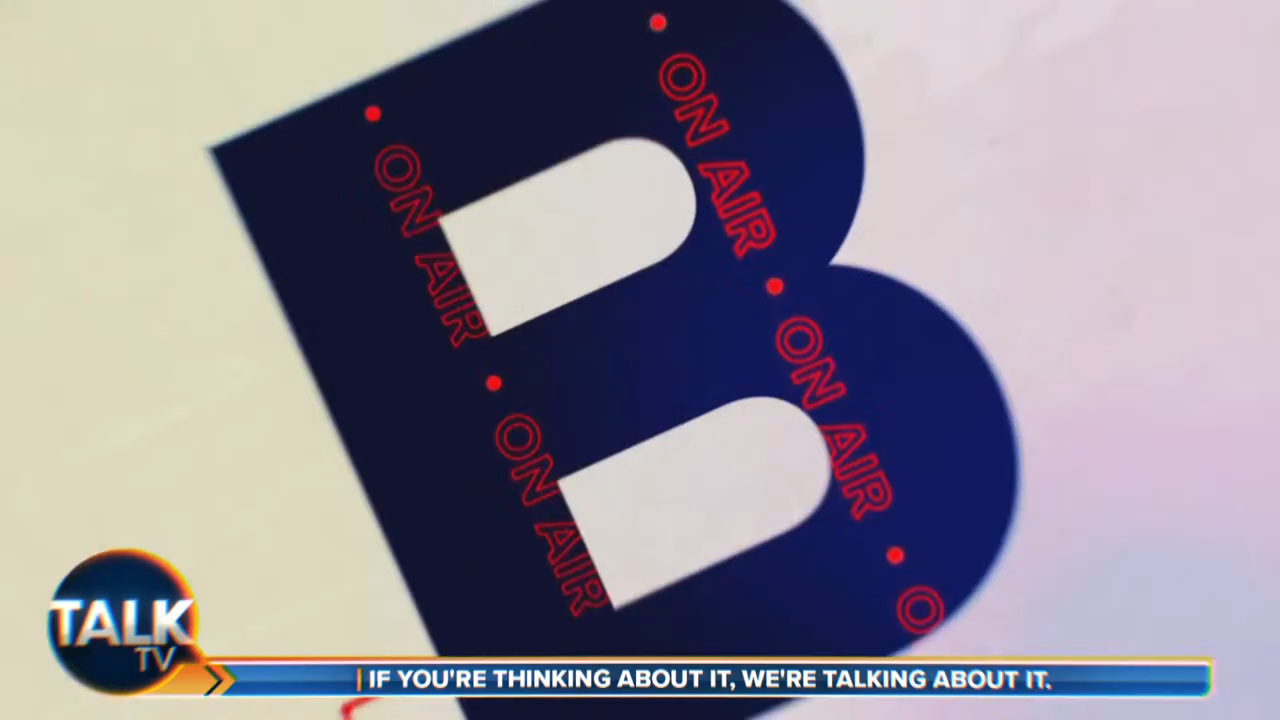 B
• ON AIR • ON AIR
• ON AIR • ON AIR • O
TALK
TV
IF YOU'RE THINKING ABOUT IT, WE'RE TALKING ABOUT IT.